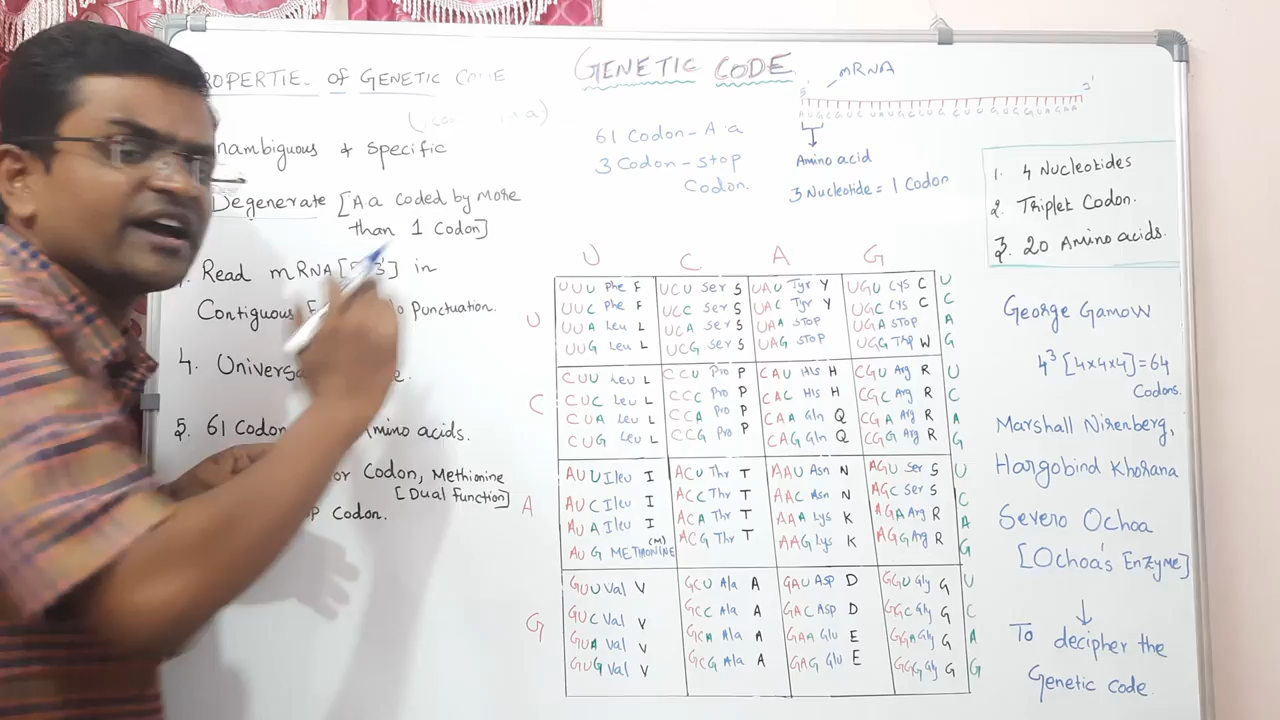 GENETIC CODE
OF GENETIC CODE
& Specific
Degenerate [Aa Coded by More
than 1 Codon]
Read mRNA [5' 3'] in
Contiguous Punctuation.
4. Univers
5. 61 Codon Amino acids.
Codon, Methionine
[Dual function]
Codon.
61 Codon - A.a
3 Codon - Stop
Codon.
mRNA
5' 3'
Amino acid
3 Nucleotide = 1 Codon
1. 4 Nucleotides
2. Triplet Codon.
3. 20 Amino acids.
U C A G
U
UUU Phe F UCU Ser S UAU Tyr Y UGU Cys C U
UUC Phe F UCC Ser S UAC Tyr Y UGC Cys C C
UUA Leu L UCA Ser S UAA STOP UGA STOP A
UUG Leu L UCG Ser S UAG STOP UGG W G
C
CUU Leu L CCU Pro P CAU His H CGU Arg R U
CUC Leu L CCC Pro P CAC His H CGC Arg R C
CUA Leu L CCA Pro P CAA Gln Q CGA Arg R A
CUG Leu L CCG Pro P CAG Gln Q CGG Arg R G
A
AUU Ileu I ACU Thr T AAU Asn N AGU Ser S U
AUC Ileu I ACC Thr T AAC Asn N AGC Ser S C
AUA Ileu I ACA Thr T AAA Lys K AGA Arg R A
AUG METHIONINE (M) ACG Thr T AAG Lys K AGG Arg R G
G
GUU Val V GCU Ala A GAU Asp D GGU Gly G U
GUC Val V GCC Ala A GAC Asp D GGC Gly G C
GUA Val V GCA Ala A GAA Glu E GGA Gly G A
GUG Val V GCG Ala A GAG Glu E GGG Gly G G
George Gamow
4³ [4x4x4] = 64
Codons.
Marshall Nirenberg,
Hargobind Khorana
Severo Ochoa
[Ochoa's Enzyme]
To decipher the
Genetic code.